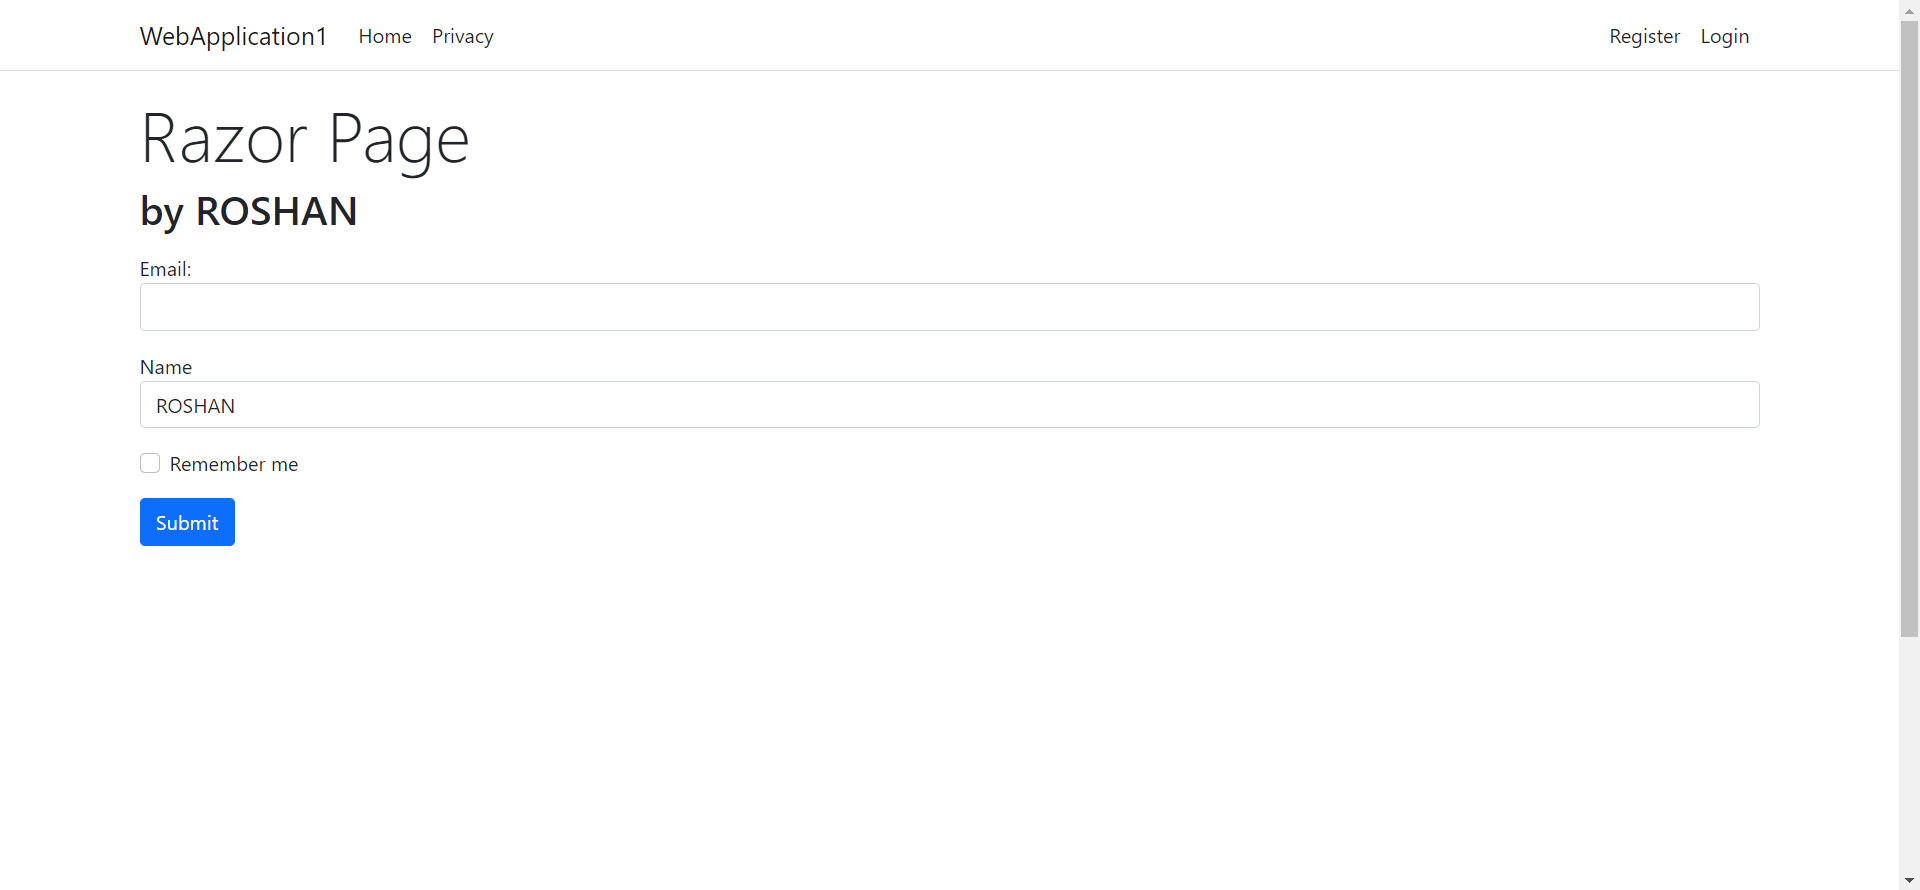 WebApplication1 Home Privacy Register Login
Razor Page
by ROSHAN
Email:
Name
ROSHAN
Remember me
Submit